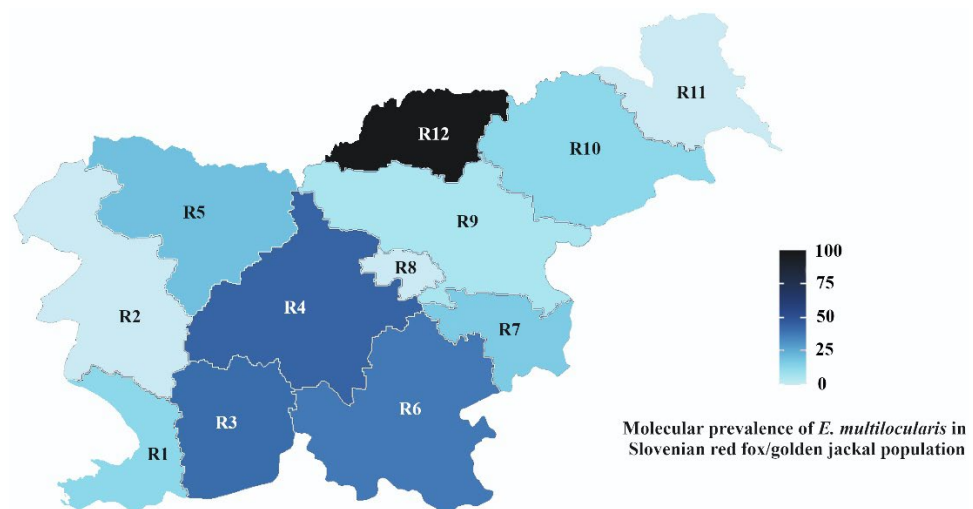 R11
R12
R10
R5
R9
R8
R4
R2
R7
R6
R3
R1
100
75
50
25
0
Molecular prevalence of E. multilocularis in
Slovenian red fox/golden jackal population